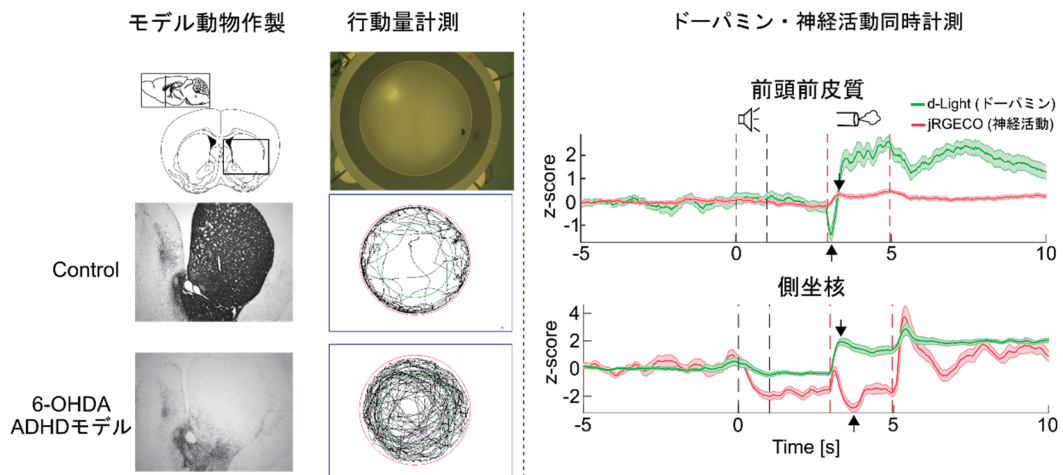 モデル動物作製
行動量計測
Control
6-OHDA
ADHDモデル
ドーパミン・神経活動同時計測
前頭前皮質
d-Light (ドーパミン)
jRGECO (神経活動)
z-score
2
1
0
-1
-5
0
5
10
側坐核
z-score
4
2
0
-2
-5
0
5
10
Time [s]